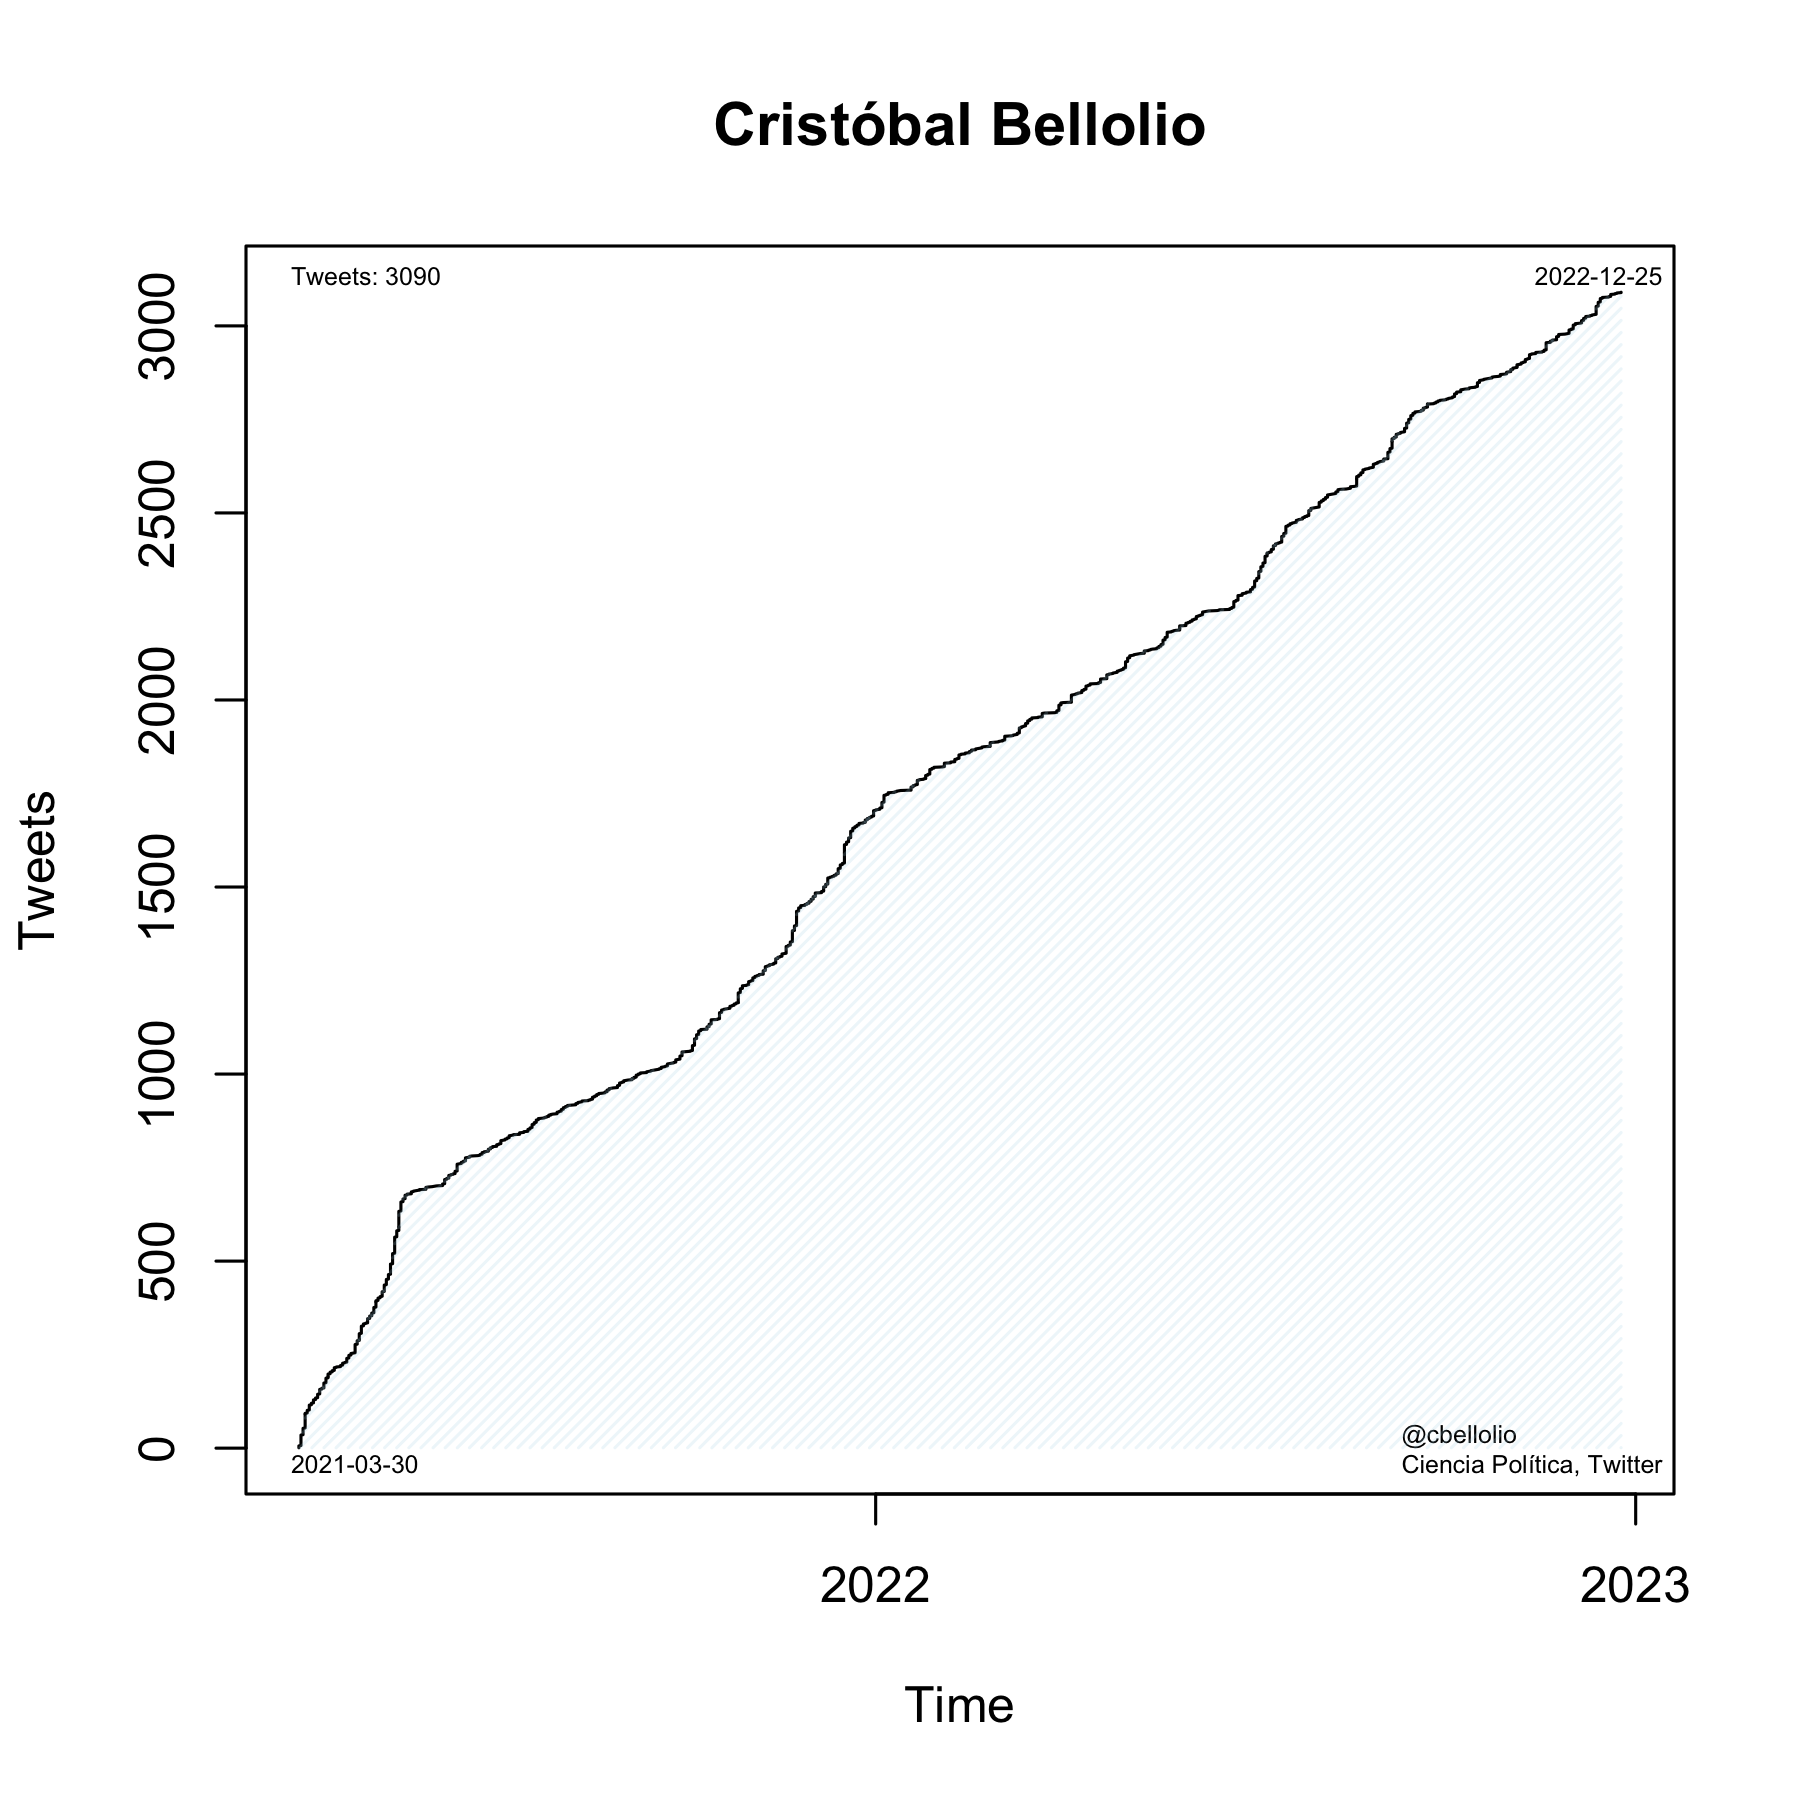 Cristóbal Bellolio
Tweets: 3090
2022-12-25
3000
2500
2000
1500
1000
500
0
Tweets
2021-03-30
@cbellolio
Ciencia Política, Twitter
2022
2023
Time